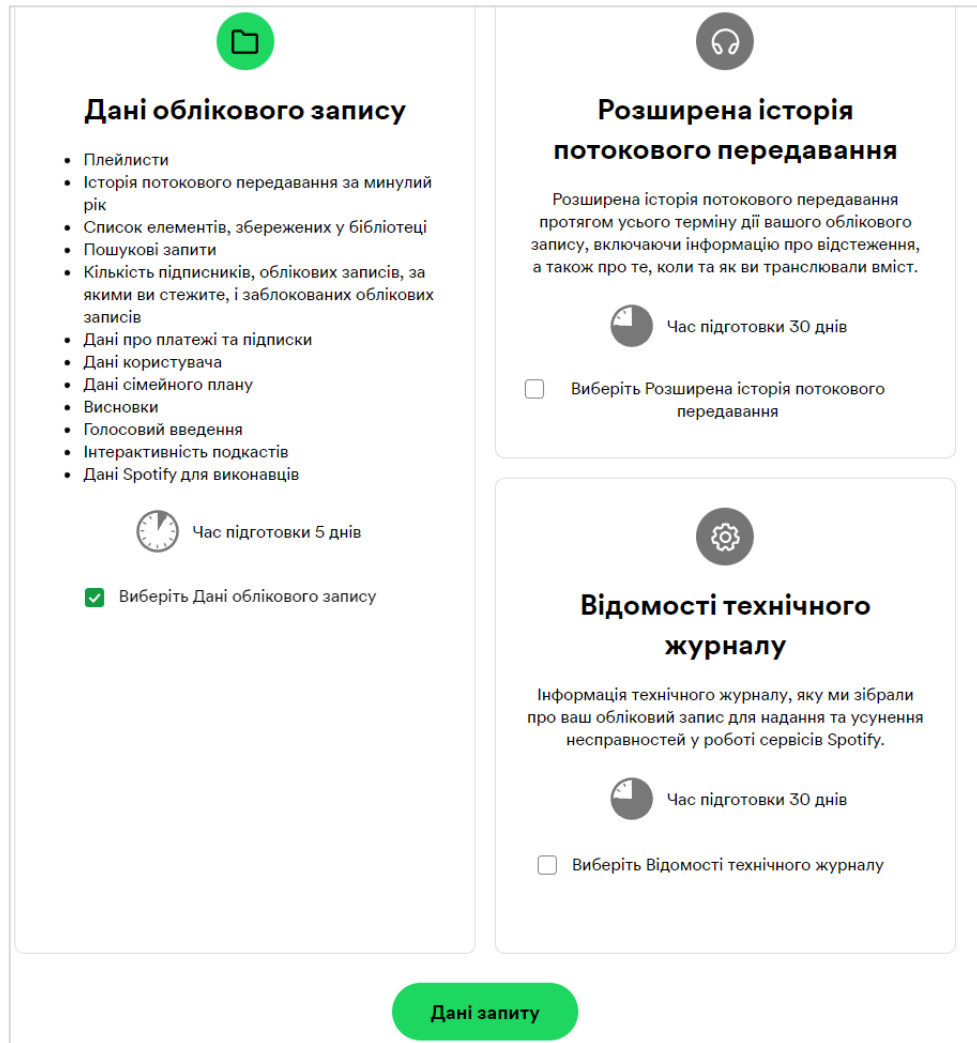 Дані облікового запису
Плейлисти
Історія потокового передавання за минулий
рік
Список елементів, збережених у бібліотеці
Пошукові запити
Кількість підписників, облікових записів, за
якими ви стежите, і заблокованих облікових
записів
Дані про платежі та підписки
Дані користувача
Дані сімейного плану
Висновки
Голосовий введення
Інтерактивність подкастів
Дані Spotify для виконавців
Час підготовки 5 днів
Виберіть Дані облікового запису
Розширена історія
потокового передавання
Розширена історія потокового передавання
протягом усього терміну дії вашого облікового
запису, включаючи інформацію про відстеження,
а також про те, коли та як ви транслювали вміст.
Час підготовки 30 днів
Виберіть Розширена історія потокового
передавання
Відомості технічного
журналу
Інформація технічного журналу, яку ми зібрали
про ваш обліковий запис для надання та усунення
несправностей у роботі сервісів Spotify.
Час підготовки 30 днів
Виберіть Відомості технічного журналу
Дані запиту